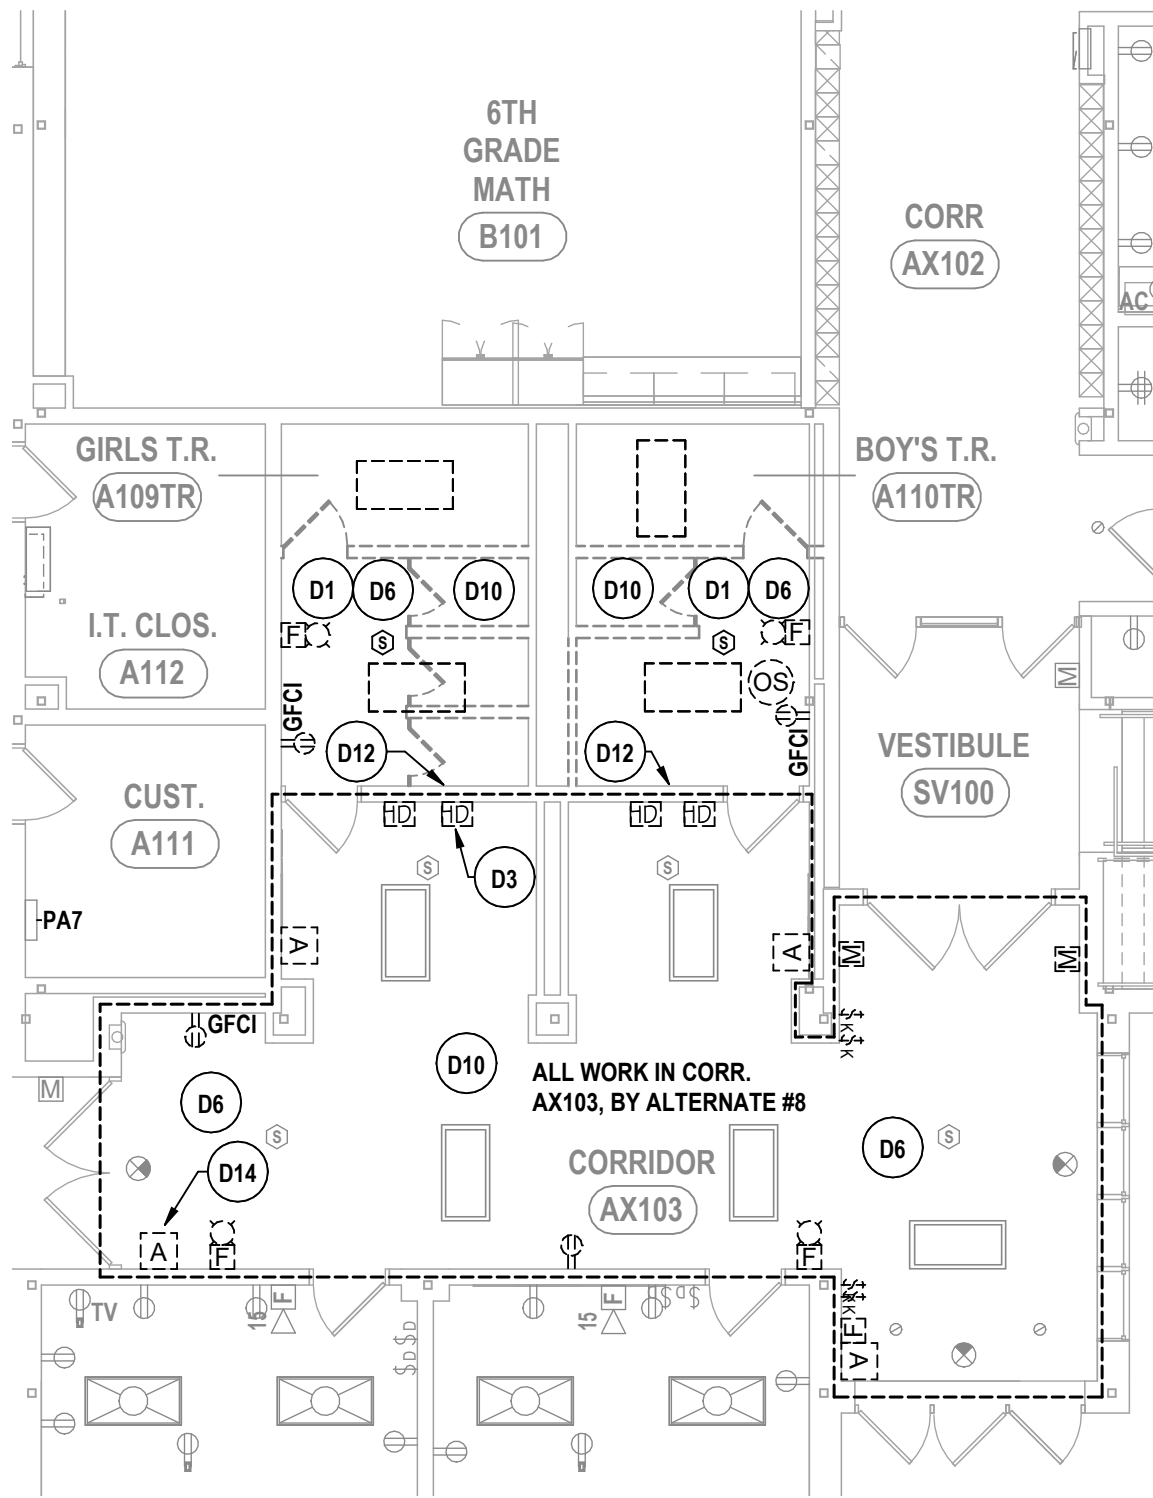 6TH
GRADE
MATH
B101
CORR
AX102
AC
GIRLS T.R.
A109TR
BOY'S T.R.
A110TR
D1
D6
D10
D10
D1
D6
F
F
S
S
I.T. CLOS.
A112
OS
M
GFCI
GFCI
D12
D12
VESTIBULE
SV100
CUST.
A111
HD
HD
HD
HD
D3
S
S
PA7
A
A
M
M
GFCI
$K
$K
D10
ALL WORK IN CORR.
AX103, BY ALTERNATE #8
M
D6
S
D6
S
D14
CORRIDOR
AX103
A
F
F
TV
15
F
15
F
$D
$D
$D
$D
$K
$K
F
A